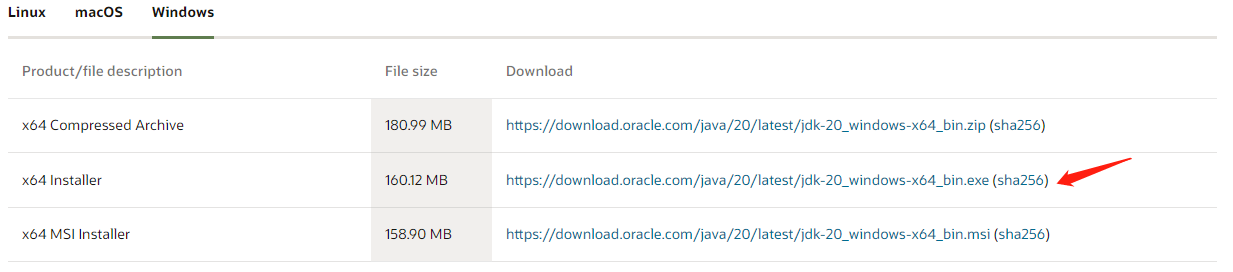 Linux macOS Windows
Product/file description File size Download
x64 Compressed Archive 180.99 MB https://download.oracle.com/java/20/latest/jdk-20_windows-x64_bin.zip (sha256)
x64 Installer 160.12 MB https://download.oracle.com/java/20/latest/jdk-20_windows-x64_bin.exe (sha256)
x64 MSI Installer 158.90 MB https://download.oracle.com/java/20/latest/jdk-20_windows-x64_bin.msi (sha256)